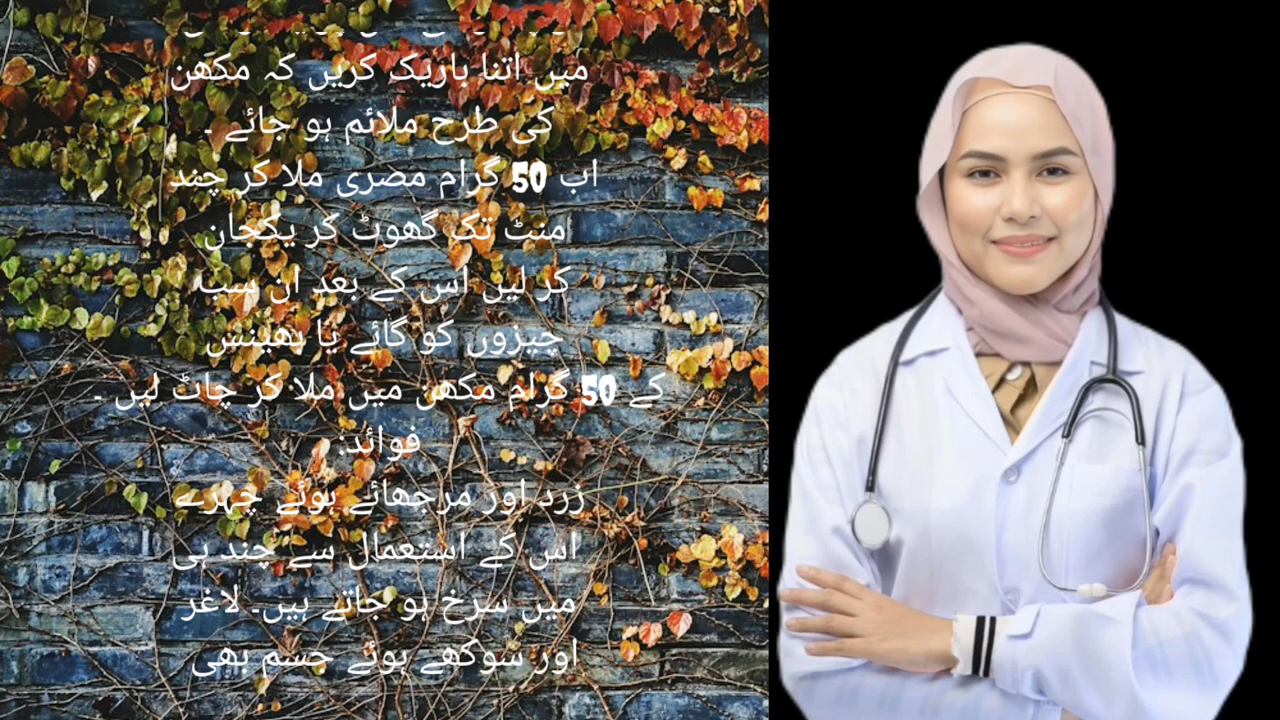 میں اتنا باریک کریں کہ مکھن
کی طرح ملائم ہو جائے ۔
اب 50 گرام مصری ملا کر چند
منٹ تک گھوٹ کر یکجان
کر لیں اس کے بعد ان سب
چیزوں کو گائے یا بھینس
کے 50 گرام مکھن میں ملا کر چاٹ لیں ۔
فوائد:
زرد اور مرجھائے ہوئے چہرے
اس کے استعمال سے چند ہی
میں سرخ ہو جاتے ہیں۔ لاغر
اور سوکھے ہوئے جسم بھی